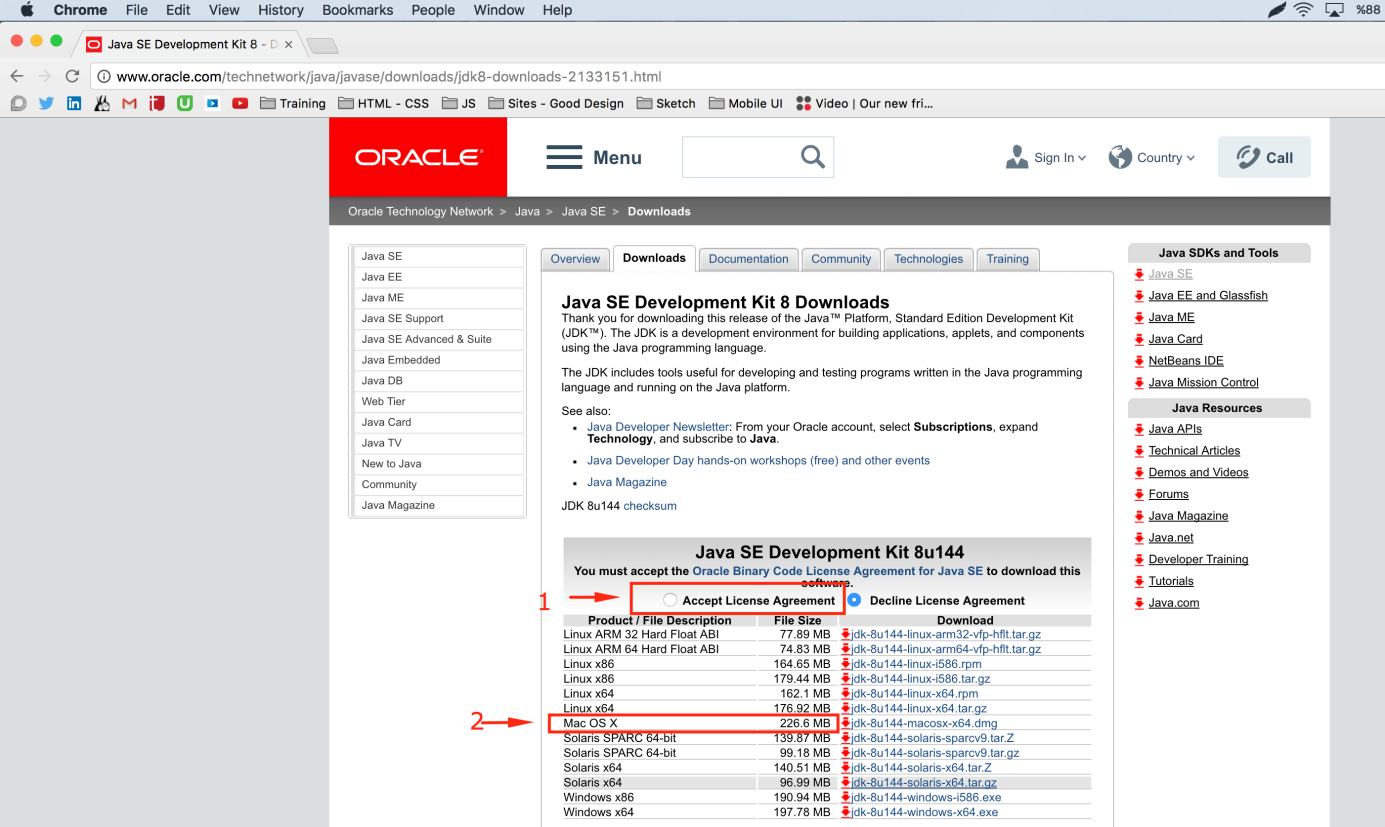 Chrome File Edit View History Bookmarks People Window Help %88
Java SE Development Kit 8 - D
www.oracle.com/technetwork/java/javase/downloads/jdk8-downloads-2133151.html
Training HTML - CSS JS Sites - Good Design Sketch Mobile UI Video | Our new fri...
ORACLE Menu Sign In Country Call
Oracle Technology Network > Java > Java SE > Downloads
Java SE
Java EE
Java ME
Java SE Support
Java SE Advanced & Suite
Java Embedded
Java DB
Web Tier
Java Card
Java TV
New to Java
Community
Java Magazine
Overview Downloads Documentation Community Technologies Training
Java SE Development Kit 8 Downloads
Thank you for downloading this release of the Java™ Platform, Standard Edition Development Kit
(JDK™). The JDK is a development environment for building applications, applets, and components
using the Java programming language.
The JDK includes tools useful for developing and testing programs written in the Java programming
language and running on the Java platform.
See also:
Java Developer Newsletter: From your Oracle account, select Subscriptions, expand
Technology, and subscribe to Java.
Java Developer Day hands-on workshops (free) and other events
Java Magazine
JDK 8u144 checksum
Java SE Development Kit 8u144
You must accept the Oracle Binary Code License Agreement for Java SE to download this
software.
1 Accept License Agreement Decline License Agreement
Product / File Description File Size Download
Linux ARM 32 Hard Float ABI 77.89 MB jdk-8u144-linux-arm32-vfp-hflt.tar.gz
Linux ARM 64 Hard Float ABI 74.83 MB jdk-8u144-linux-arm64-vfp-hflt.tar.gz
Linux x86 164.65 MB jdk-8u144-linux-i586.rpm
Linux x86 179.44 MB jdk-8u144-linux-i586.tar.gz
Linux x64 162.1 MB jdk-8u144-linux-x64.rpm
Linux x64 176.92 MB jdk-8u144-linux-x64.tar.gz
2 Mac OS X 226.6 MB jdk-8u144-macosx-x64.dmg
Solaris SPARC 64-bit 139.87 MB jdk-8u144-solaris-sparcv9.tar.Z
Solaris SPARC 64-bit 99.18 MB jdk-8u144-solaris-sparcv9.tar.gz
Solaris x64 140.51 MB jdk-8u144-solaris-x64.tar.Z
Solaris x64 96.99 MB jdk-8u144-solaris-x64.tar.gz
Windows x86 190.94 MB jdk-8u144-windows-i586.exe
Windows x64 197.78 MB jdk-8u144-windows-x64.exe
Java SDKs and Tools
Java SE
Java EE and Glassfish
Java ME
Java Card
NetBeans IDE
Java Mission Control
Java Resources
Java APIs
Technical Articles
Demos and Videos
Forums
Java Magazine
Java.net
Developer Training
Tutorials
Java.com